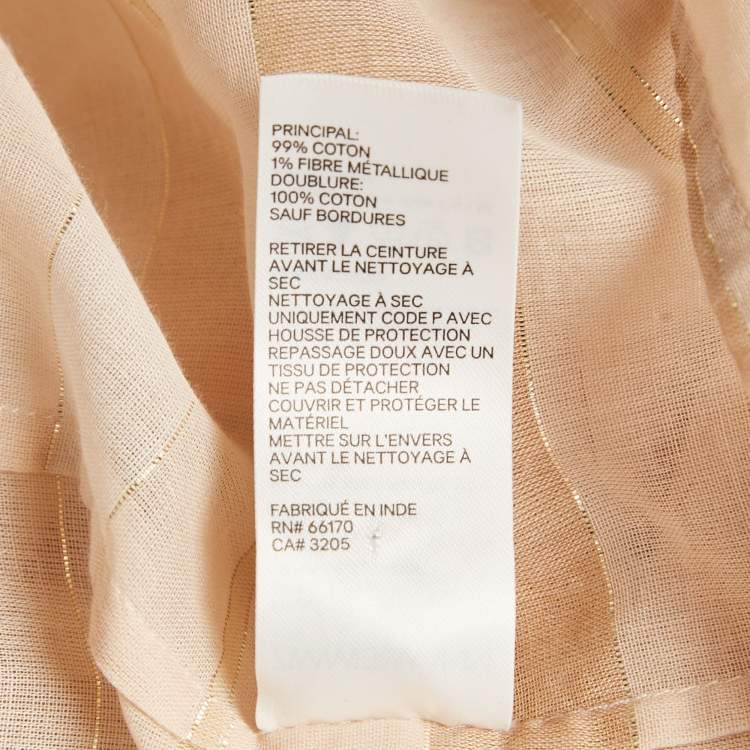 PRINCIPAL:
99% COTON
1% FIBRE MÉTALLIQUE
DOUBLURE:
100% COTON
SAUF BORDURES
RETIRER LA CEINTURE
AVANT LE NETTOYAGE À
SEC
NETTOYAGE À SEC
UNIQUEMENT CODE P AVEC
HOUSSE DE PROTECTION
REPASSAGE DOUX AVEC UN
TISSU DE PROTECTION
NE PAS DÉTACHER
COUVRIR ET PROTÉGER LE
MATÉRIEL
METTRE SUR L'ENVERS
AVANT LE NETTOYAGE À
SEC
FABRIQUÉ EN INDE
RN# 66170
CA# 3205